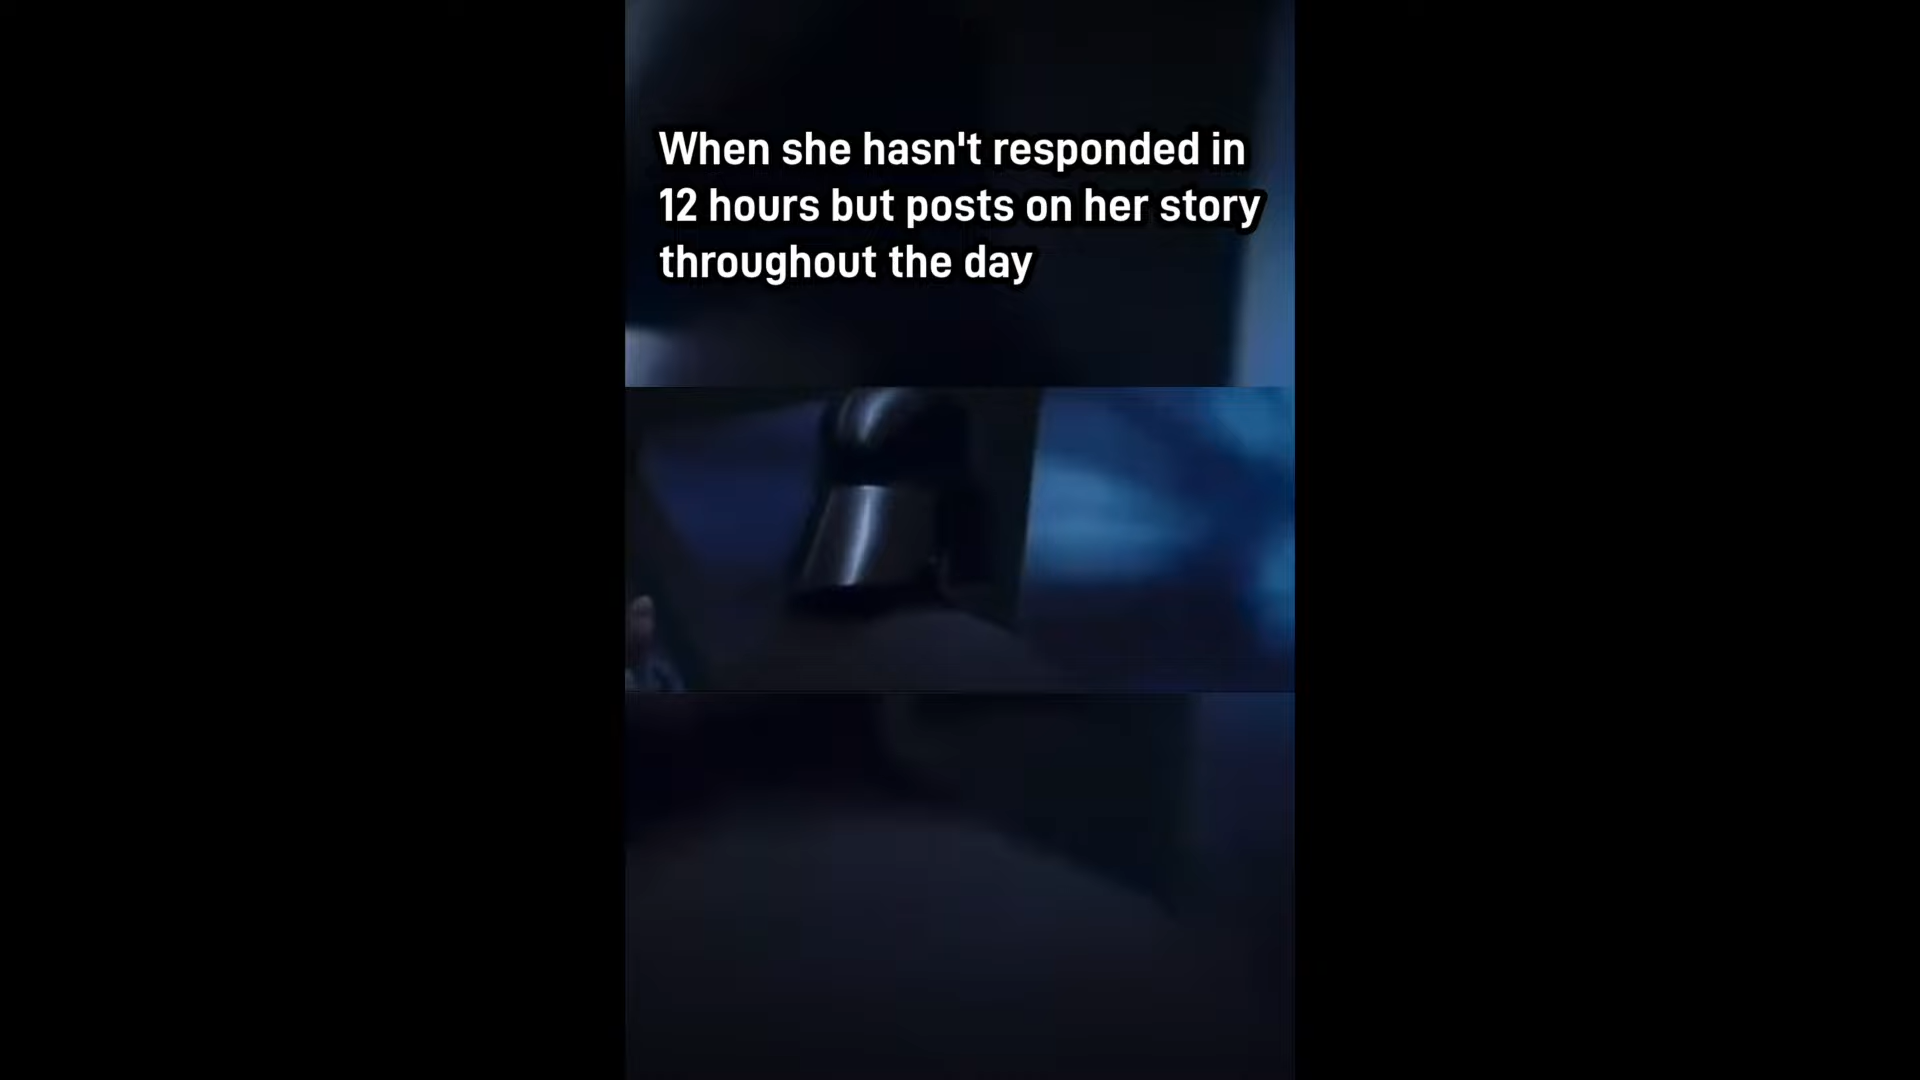 When she hasn't responded in
12 hours but posts on her story
throughout the day